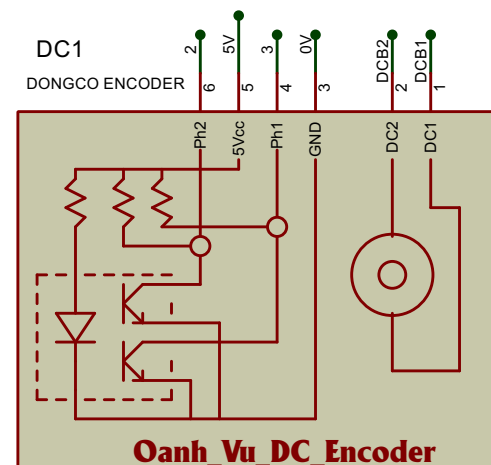 DC1
DONGCO ENCODER
2
5V
3
0V
DCB2
DCB1
6
5
4
3
2
1
Ph2
5Vcc
Ph1
GND
DC2
DC1
Oanh_Vu_DC_Encoder